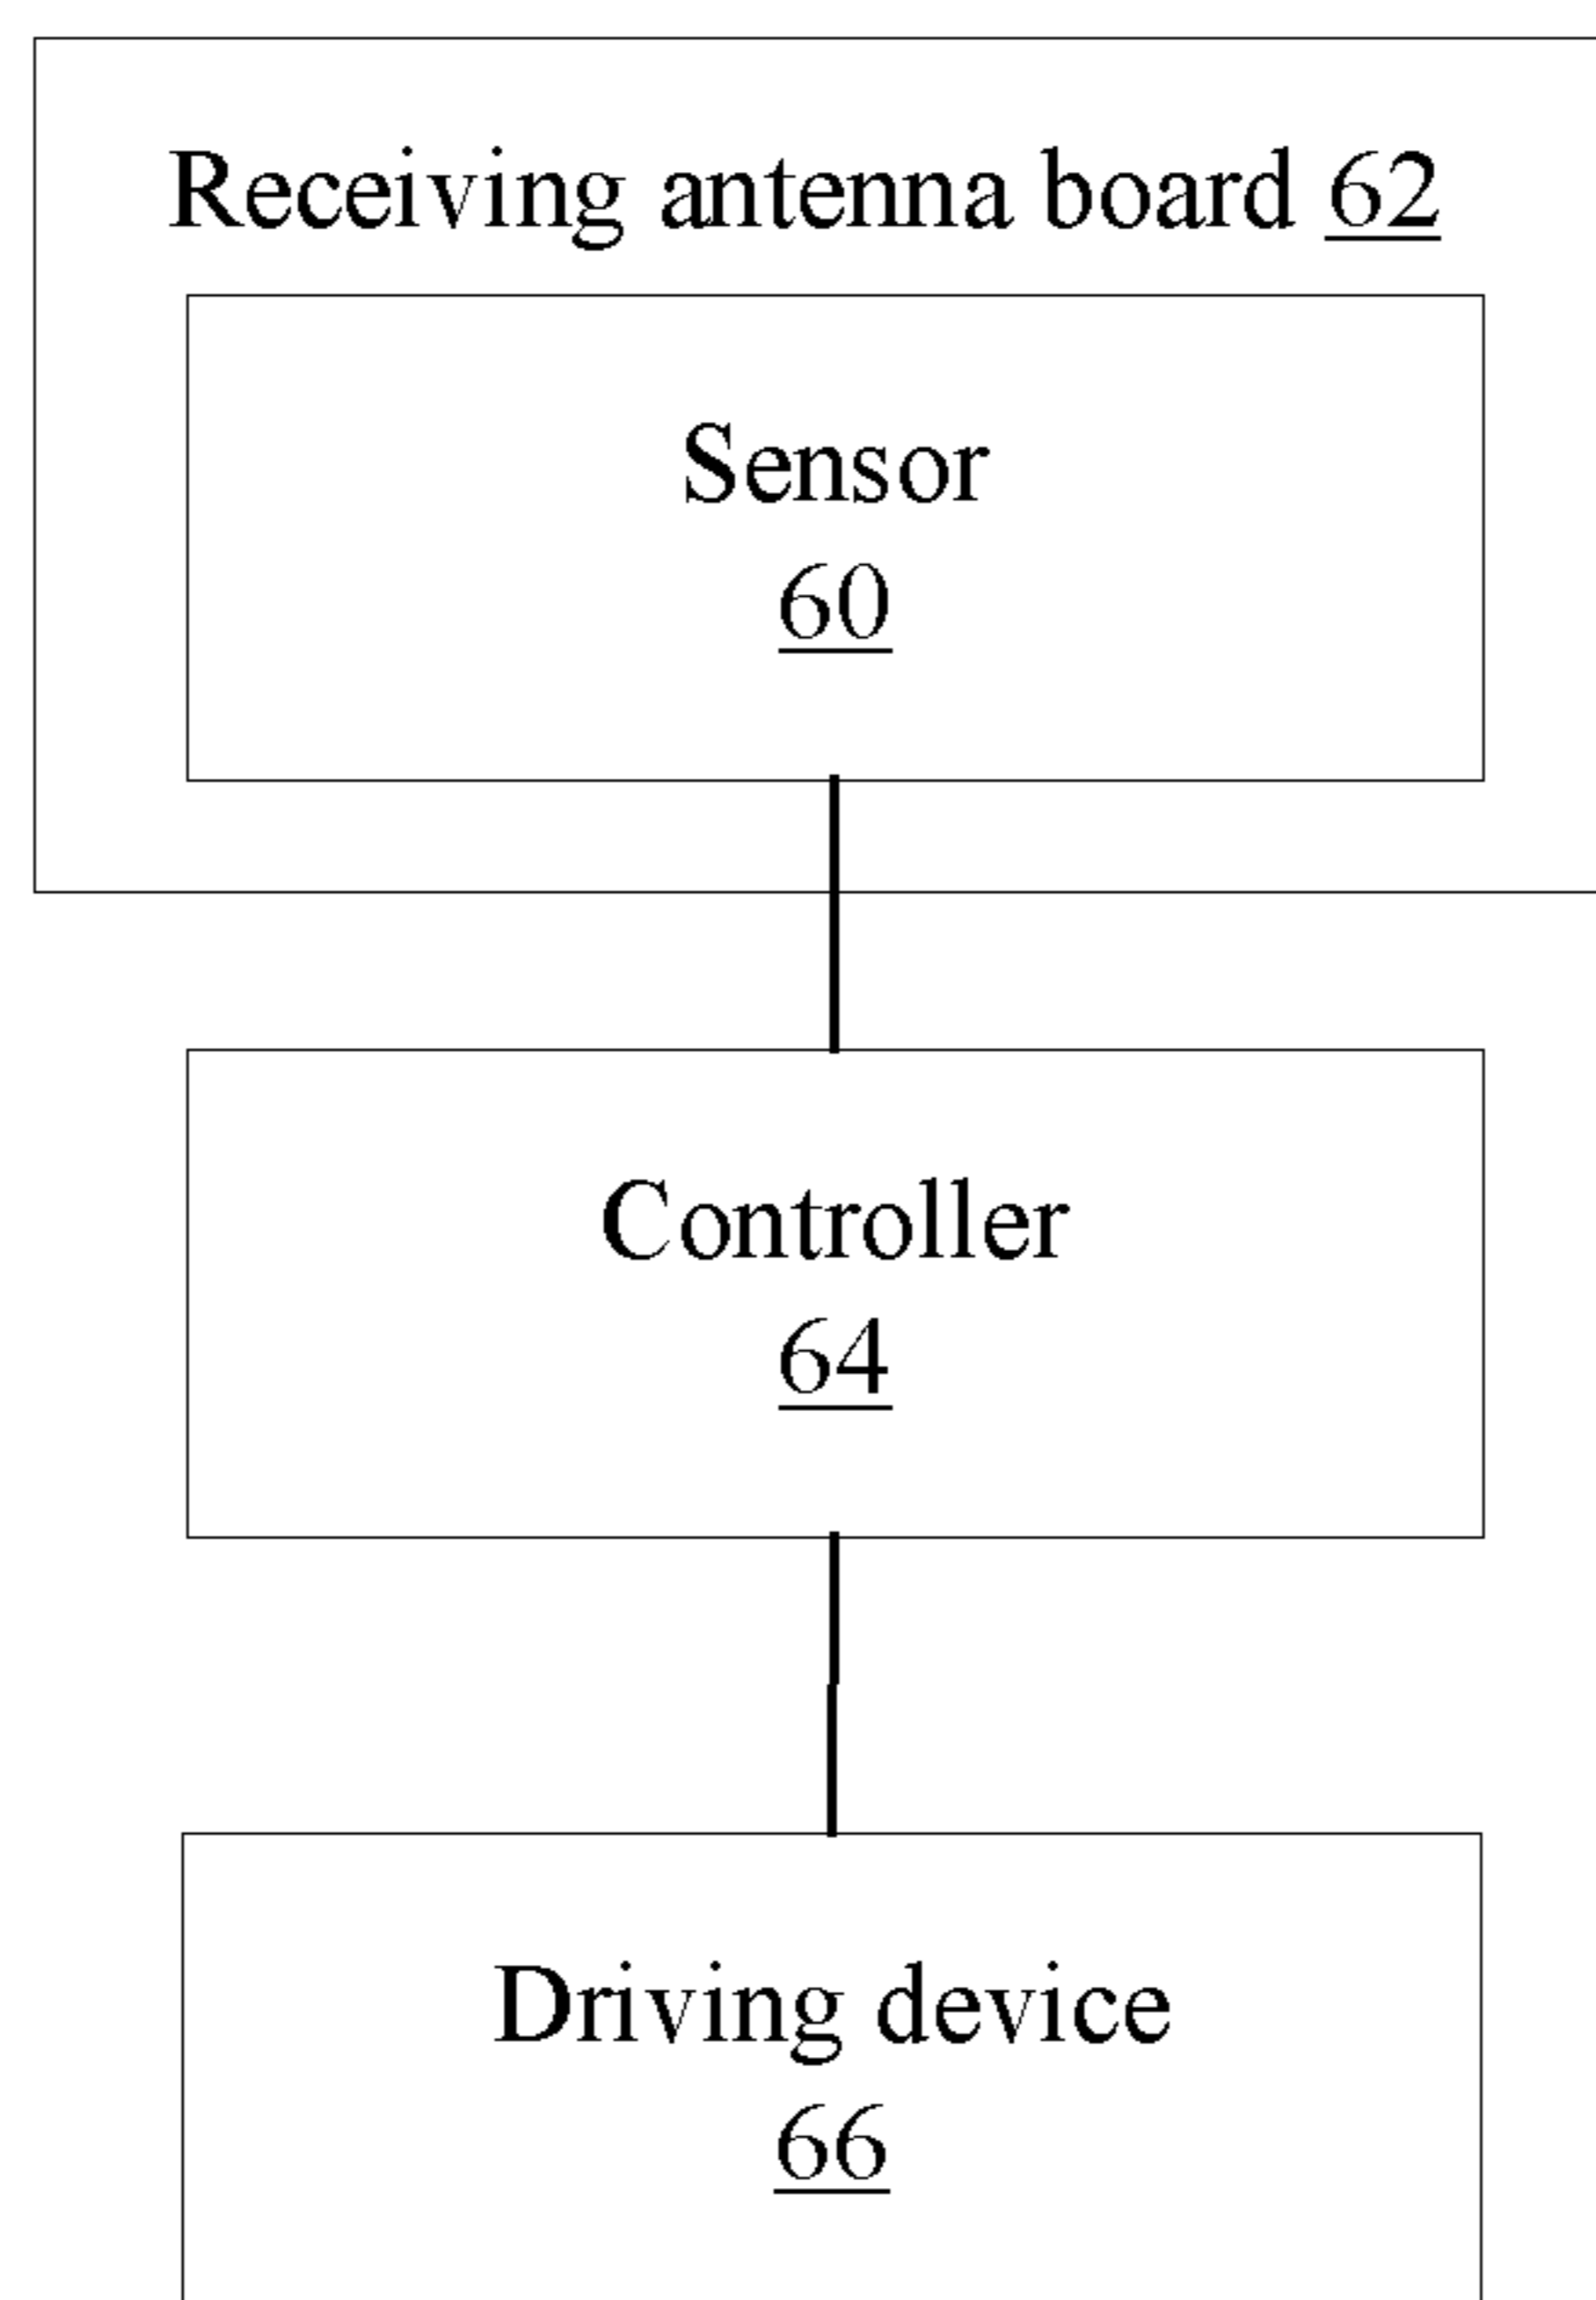 Receiving antenna board 62
Sensor
60
Controller
64
Driving device
66